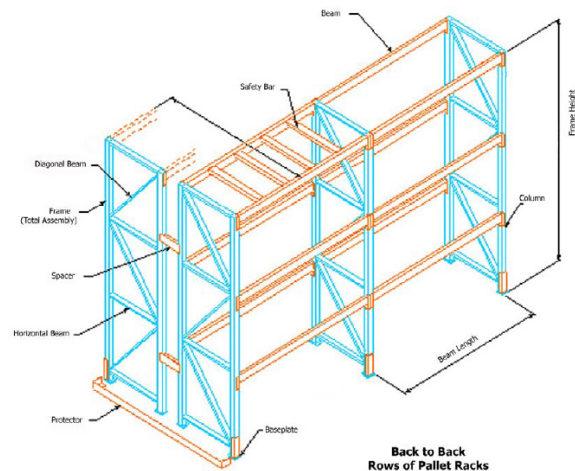 Beam
Safety Bar
Frame Height
Diagonal Beam
Frame
(Total Assembly)
Column
Spacer
Horizontal Beam
Beam Length
Protector
Baseplate
Back to Back
Rows of Pallet Racks